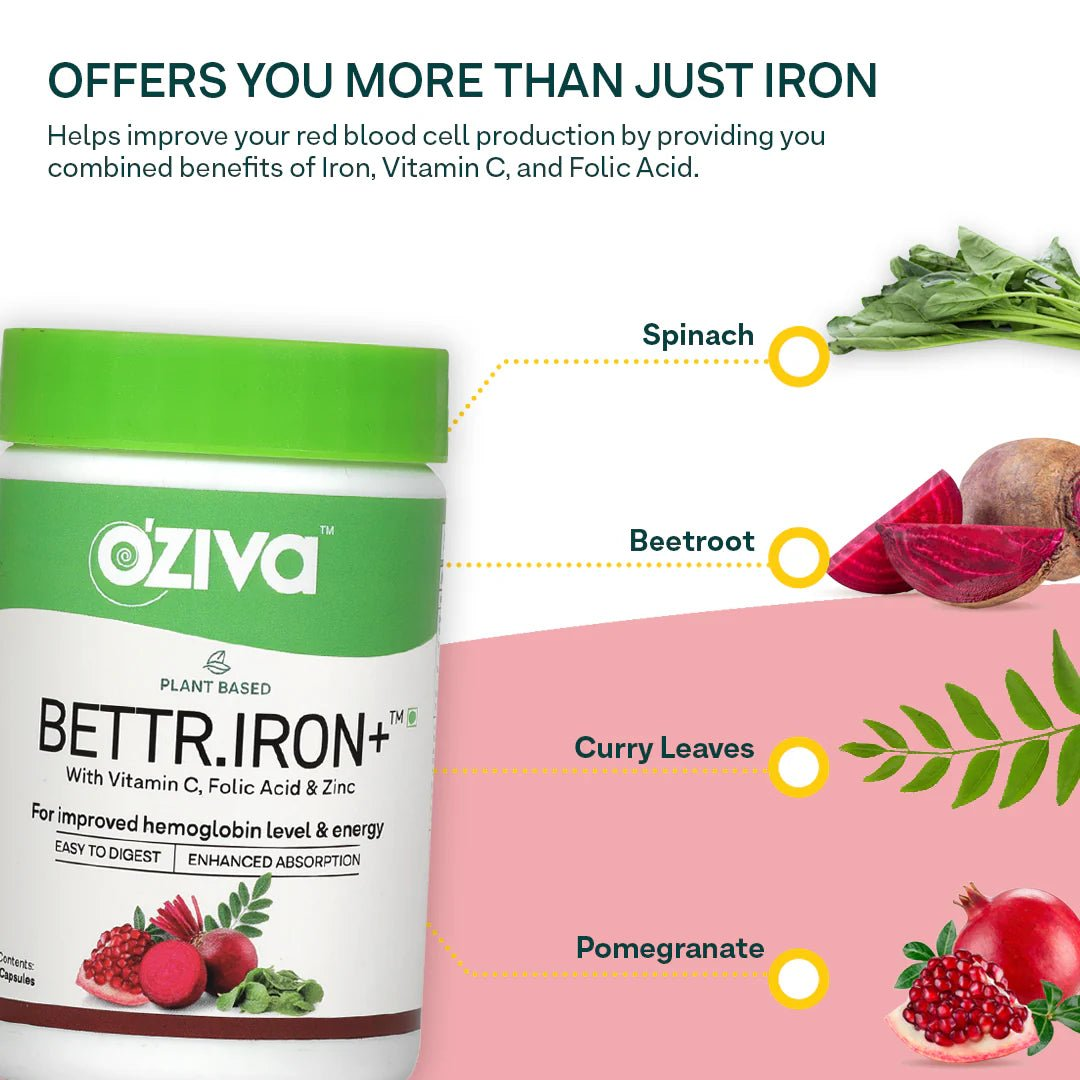 OFFERS YOU MORE THAN JUST IRON
Helps improve your red blood cell production by providing you
combined benefits of Iron, Vitamin C, and Folic Acid.
Spinach
Beetroot
Curry Leaves
Pomegranate
O'ZIVA™
PLANT BASED
BETTR.IRON+™
With Vitamin C, Folic Acid & Zinc
For improved hemoglobin level & energy
EASY TO DIGEST
ENHANCED ABSORPTION
Contents:
Capsules